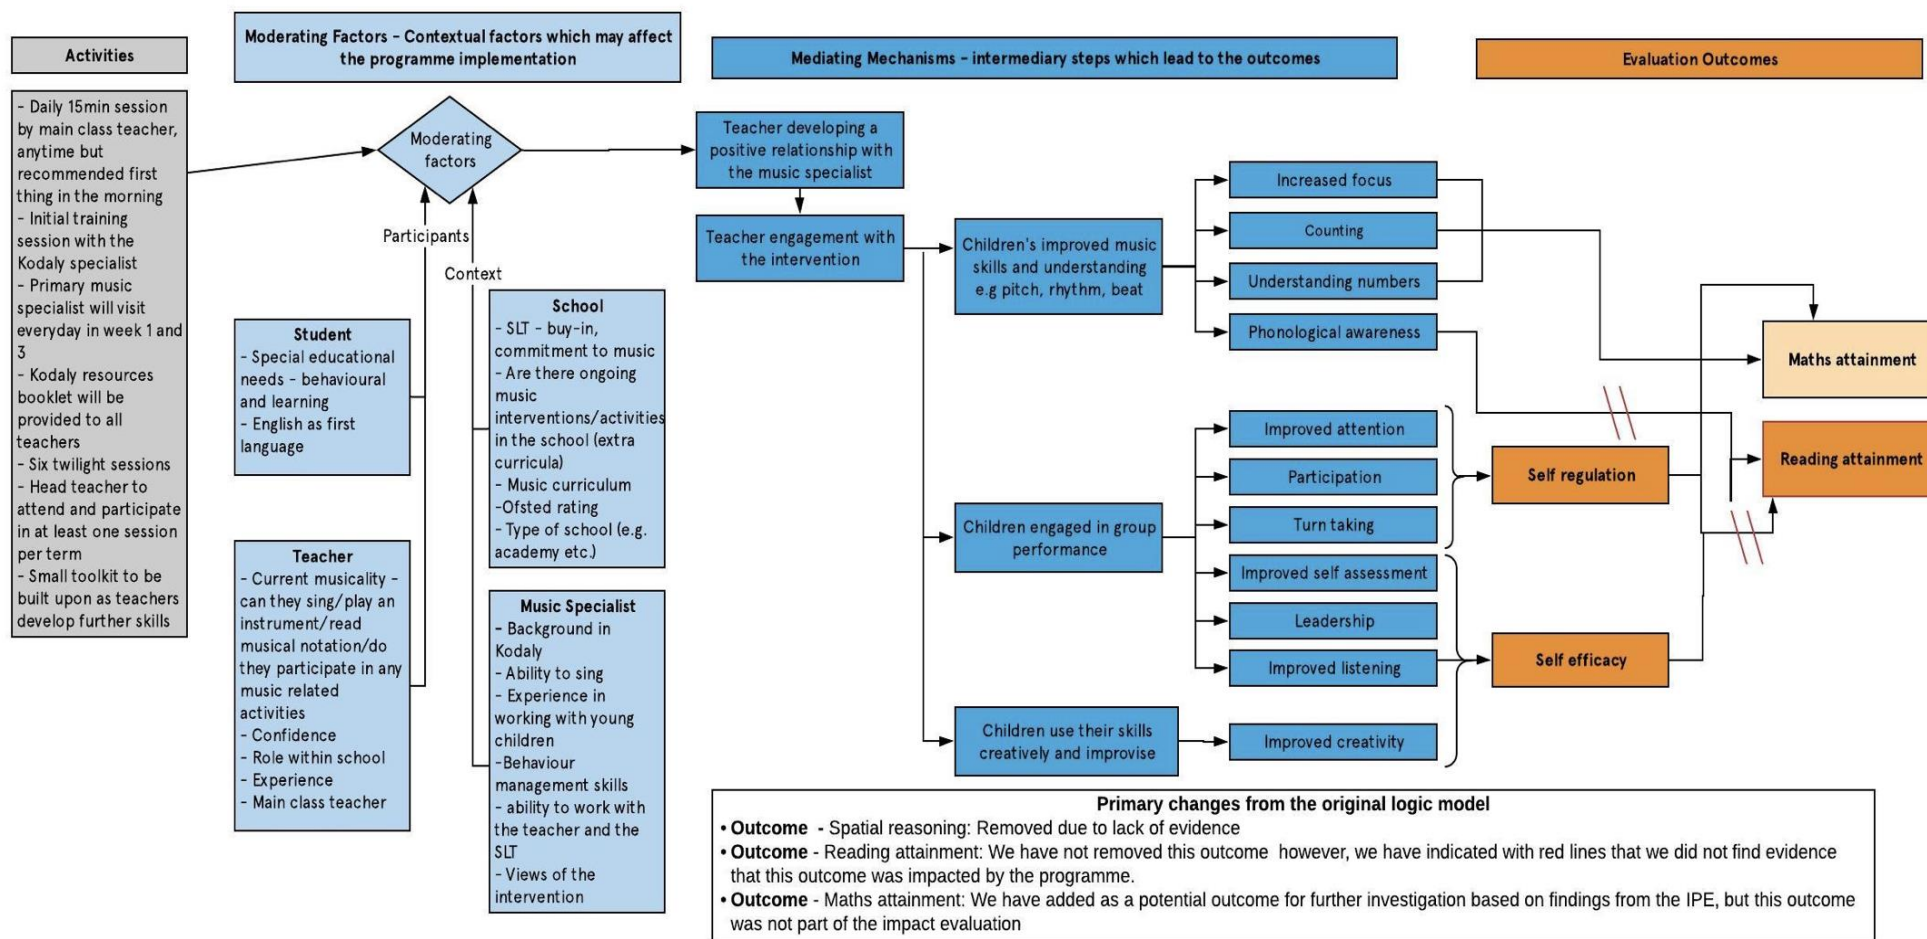 Activities
- Daily 15min session
by main class teacher,
anytime but
recommended first
thing in the morning
- Initial training
session with the
Kodaly specialist
- Primary music
specialist will visit
everyday in week 1 and
3
- Kodaly resources
booklet will be
provided to all
teachers
- Six twilight sessions
- Head teacher to
attend and participate
in at least one session
per term
- Small toolkit to be
built upon as teachers
develop further skills
Moderating Factors - Contextual factors which may affect
the programme implementation
Moderating
factors
Participants
Context
Student
- Special educational
needs - behavioural
and learning
- English as first
language
Teacher
- Current musicality -
can they sing/play an
instrument/read
musical notation/do
they participate in any
music related
activities
- Confidence
- Role within school
- Experience
- Main class teacher
School
- SLT - buy-in,
commitment to music
- Are there ongoing
music
interventions/activities
in the school (extra
curricula)
- Music curriculum
-Ofsted rating
- Type of school (e.g.
academy etc.)
Music Specialist
- Background in
Kodaly
- Ability to sing
- Experience in
working with young
children
-Behaviour
management skills
- ability to work with
the teacher and the
SLT
- Views of the
intervention
Mediating Mechanisms - intermediary steps which lead to the outcomes
Teacher developing a
positive relationship with
the music specialist
Teacher engagement with
the intervention
Children's improved music
skills and understanding
e.g pitch, rhythm, beat
Children engaged in group
performance
Children use their skills
creatively and improvise
Increased focus
Counting
Understanding numbers
Phonological awareness
Improved attention
Participation
Turn taking
Improved self assessment
Leadership
Improved listening
Improved creativity
Evaluation Outcomes
Self regulation
Self efficacy
Maths attainment
Reading attainment
Primary changes from the original logic model
• Outcome - Spatial reasoning: Removed due to lack of evidence
• Outcome - Reading attainment: We have not removed this outcome however, we have indicated with red lines that we did not find evidence
that this outcome was impacted by the programme.
• Outcome - Maths attainment: We have added as a potential outcome for further investigation based on findings from the IPE, but this outcome
was not part of the impact evaluation